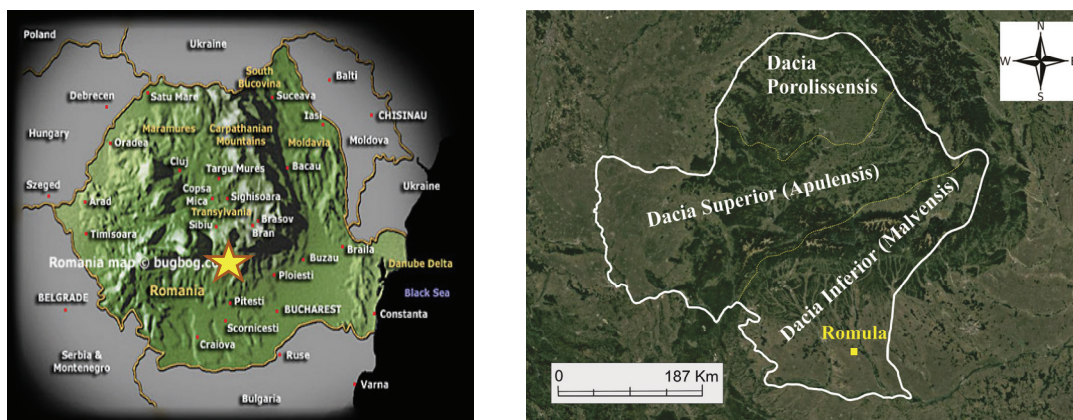 Poland
Ukraine
South
Bucovina
Balti
Debrecen
Satu Mare
Suceava
Iasi
CHISINAU
Hungary
Maramures
Carpathanian
Mountains
Moldavia
Moldova
Oradea
Cluj
Targu Mures
Bacau
Szeged
Copsa
Mica
Sighisoara
Ukraine
Arad
Transylvania
Timisoara
Sibiu
Brasov
Bran
Romania map © bugbog.co
Buzau
Braila
Danube Delta
Romania
Ploiesti
BELGRADE
Pitesti
BUCHAREST
Black Sea
Constanta
Scornicesti
Craiova
Ruse
Serbia &
Montenegro
Bulgaria
Varna
Dacia
Porolissensis
N
W
E
S
Dacia Superior (Apulensis)
Dacia Inferior (Malvensis)
Romula
0
187 Km